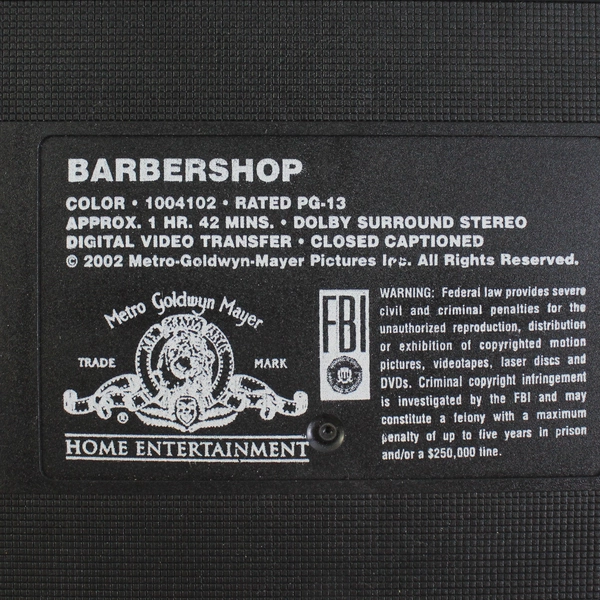 BARBERSHOP
COLOR • 1004102 • RATED PG-13
APPROX. 1 HR. 42 MINS. • DOLBY SURROUND STEREO
DIGITAL VIDEO TRANSFER • CLOSED CAPTIONED
© 2002 Metro-Goldwyn-Mayer Pictures Inc. All Rights Reserved.
Metro Goldwyn Mayer
ARS GRATIA ARTIS
TRADE MARK
®
HOME ENTERTAINMENT
FBI
WARNING: Federal law provides severe
civil and criminal penalties for the
unauthorized reproduction, distribution
or exhibition of copyrighted motion
pictures, videotapes, laser discs and
DVDs. Criminal copyright infringement
is investigated by the FBI and may
constitute a felony with a maximum
penalty of up to five years in prison
and/or a $250,000 fine.